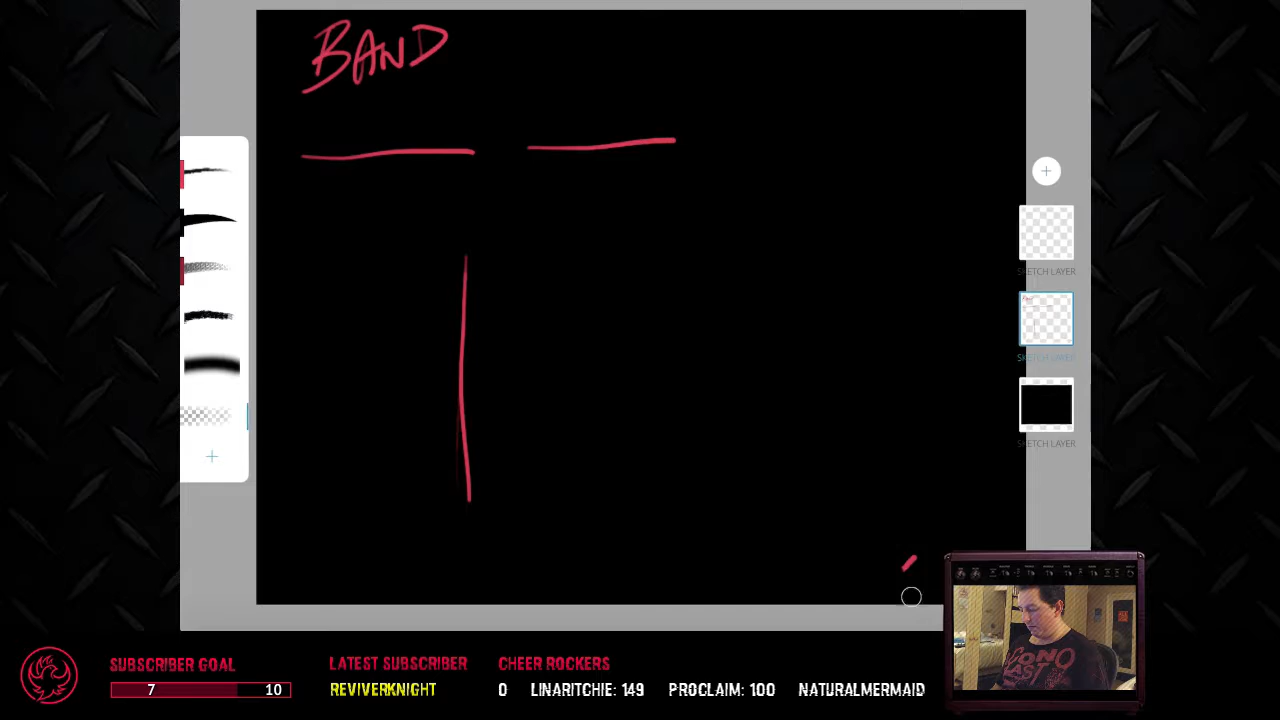 BAND
SKETCH LAYER
SKETCH LAYER
SKETCH LAYER
SUBSCRIBER GOAL
7 10
LATEST SUBSCRIBER
REVIVERKNIGHT
CHEER ROCKERS
0 LINARITCHIE: 149 PROCLAIM: 100 NATURALMERMAID